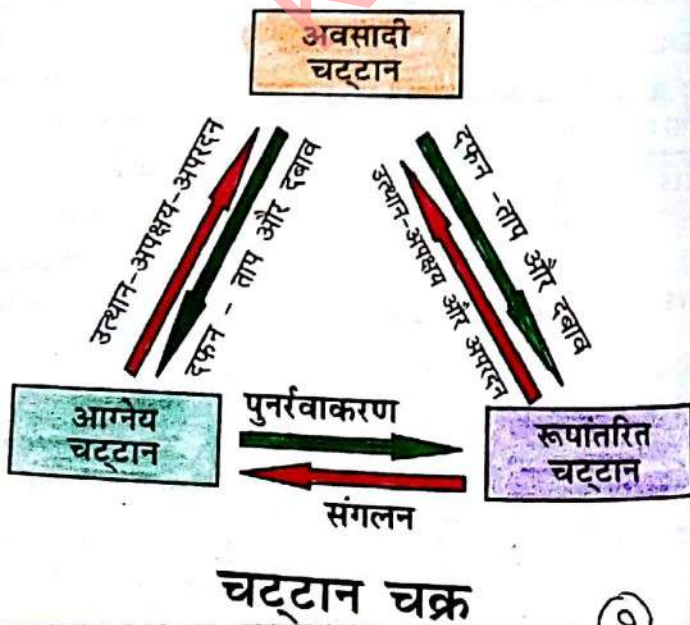 अवसादी
चट्टान
उत्थान-अपक्षय-अपरदन
दफन - ताप और दबाव
उत्थान-अपक्षय और अपरदन
दफन -ताप और दबाव
आग्नेय
चट्टान
पुनर्रवाकरण
संगलन
रूपांतरित
चट्टान
चट्टान चक्र